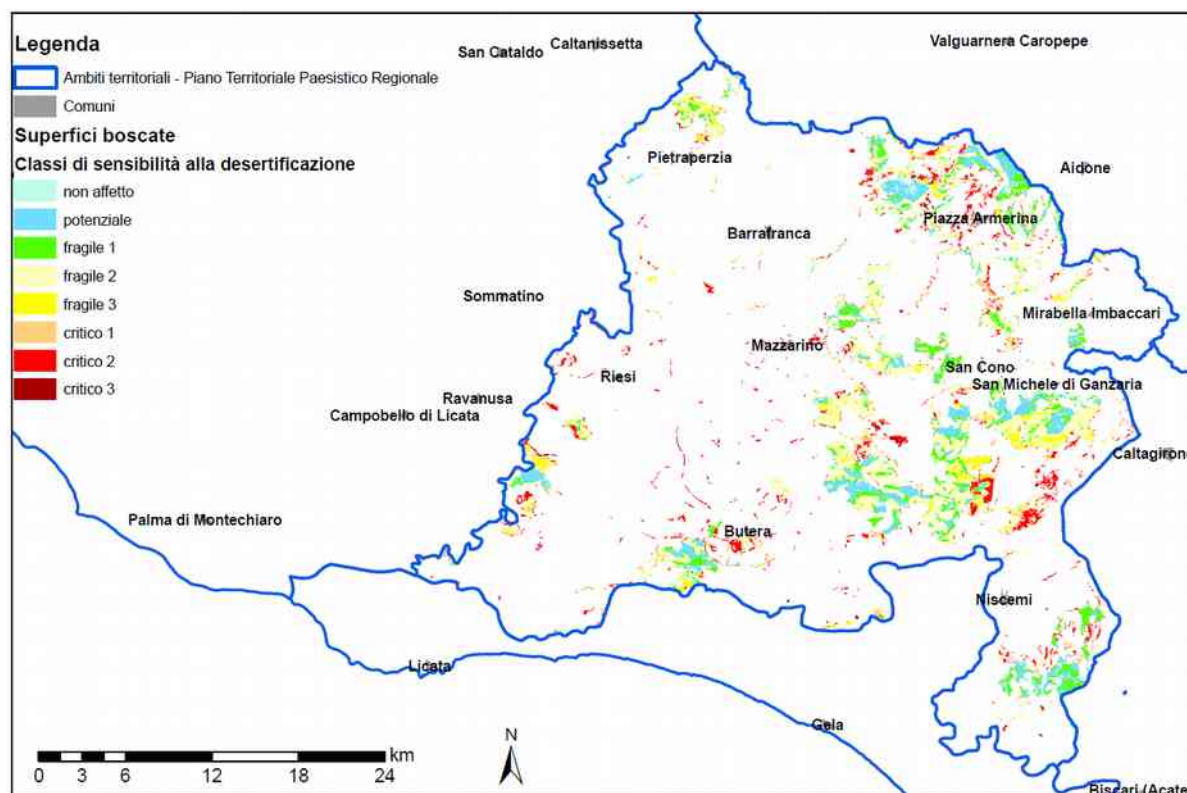 Legenda
Ambiti territoriali - Piano Territoriale Paesistico Regionale
Comuni
Superfici boscate
Classi di sensibilità alla desertificazione
non affetto
potenziale
fragile 1
fragile 2
fragile 3
critico 1
critico 2
critico 3
San Cataldo
Caltanissetta
Valguarnera Caropepe
Pietraperzia
Aidone
Piazza Armerina
Barrafranca
Sommatino
Mirabella Imbaccari
Mazzarino
San Cono
Riesi
San Michele di Ganzaria
Ravanusa
Campobello di Licata
Caltagirone
Palma di Montechiaro
Butera
Niscemi
Licata
Gela
N
km
0 3 6 12 18 24
Biscari (Acate